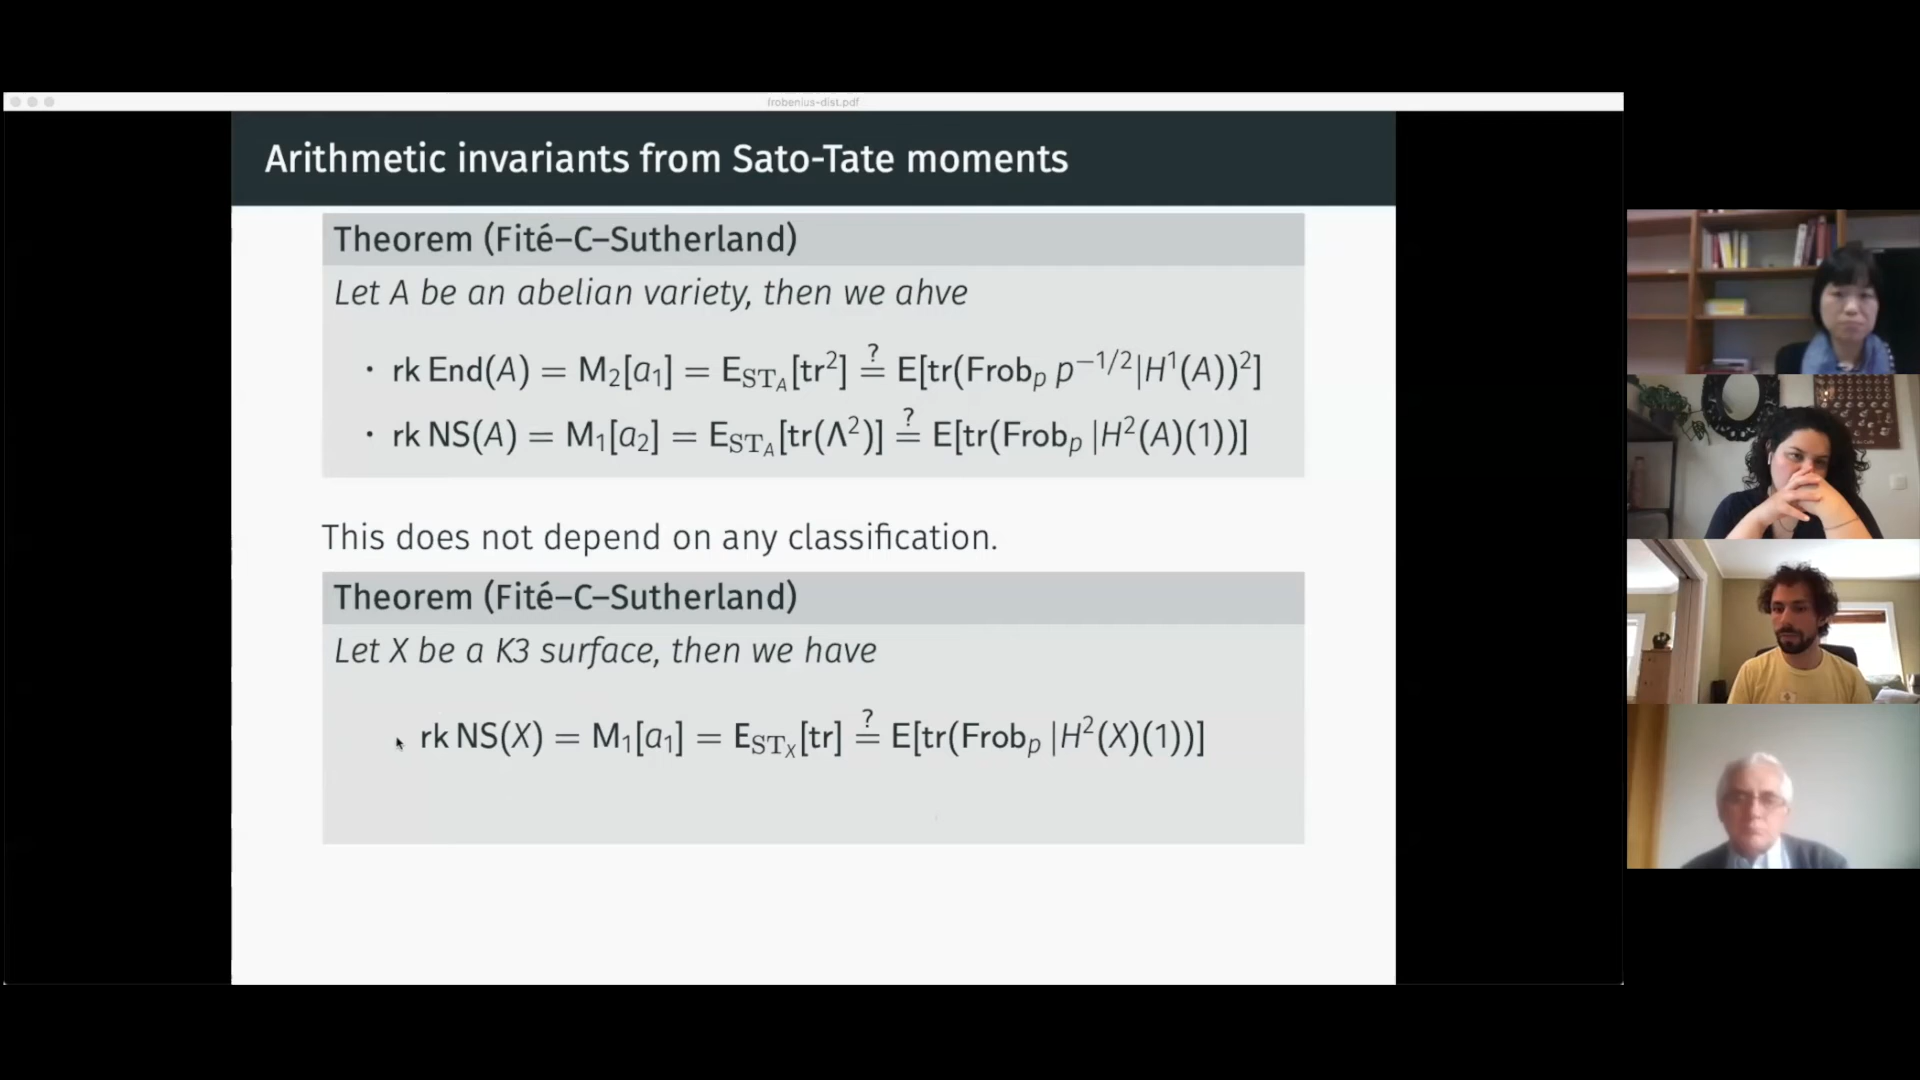 frobenius-dist.pdf
Arithmetic invariants from Sato-Tate moments
Theorem (Fité–C–Sutherland)
Let A be an abelian variety, then we ahve
· rk End(A) = M₂[a₁] = E_{ST_A}[tr²] ≟ E[tr(Frob_p p^{−1/2}|H¹(A))²]
· rk NS(A) = M₁[a₂] = E_{ST_A}[tr(Λ²)] ≟ E[tr(Frob_p |H²(A)(1))]
This does not depend on any classification.
Theorem (Fité–C–Sutherland)
Let X be a K3 surface, then we have
· rk NS(X) = M₁[a₁] = E_{ST_X}[tr] ≟ E[tr(Frob_p |H²(X)(1))]